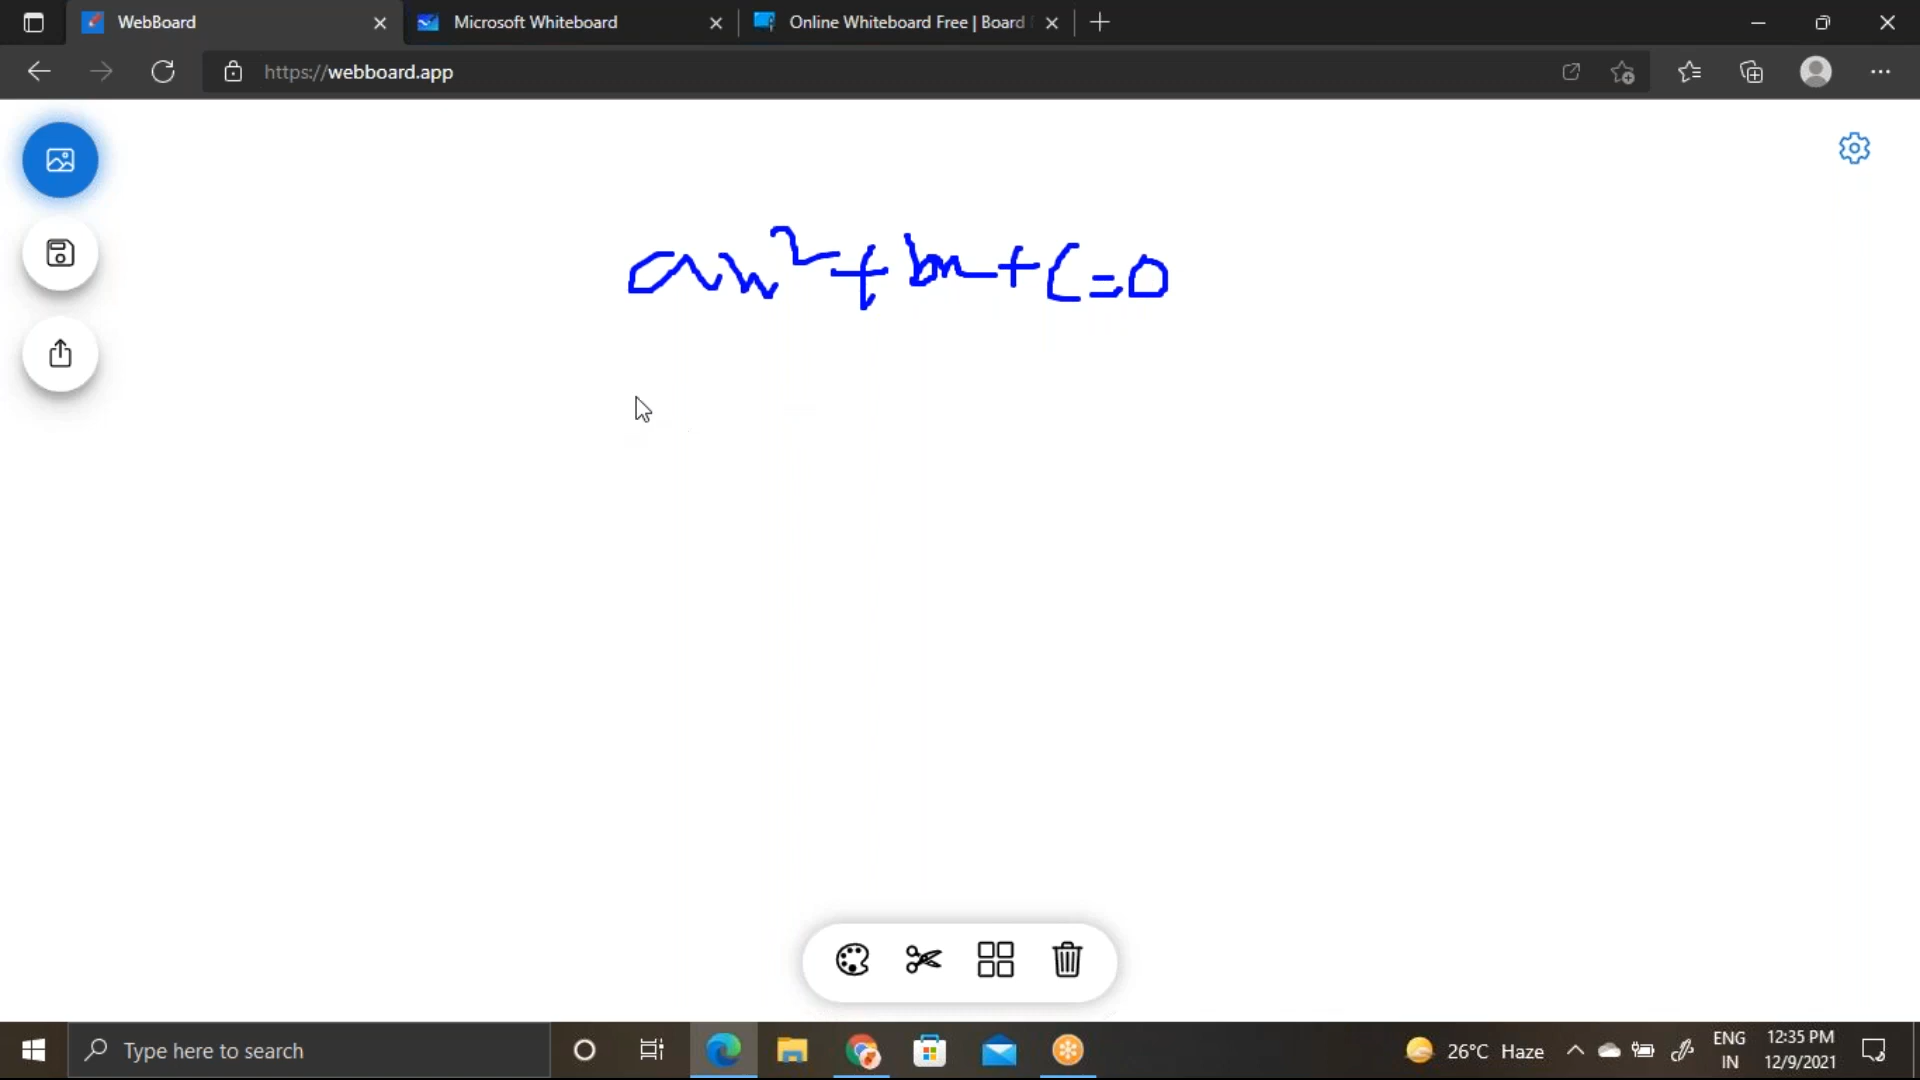 WebBoard
Microsoft Whiteboard
Online Whiteboard Free | Board
https://webboard.app
ax²+bx+c=0
Type here to search
26°C Haze
ENG
IN
12:35 PM
12/9/2021